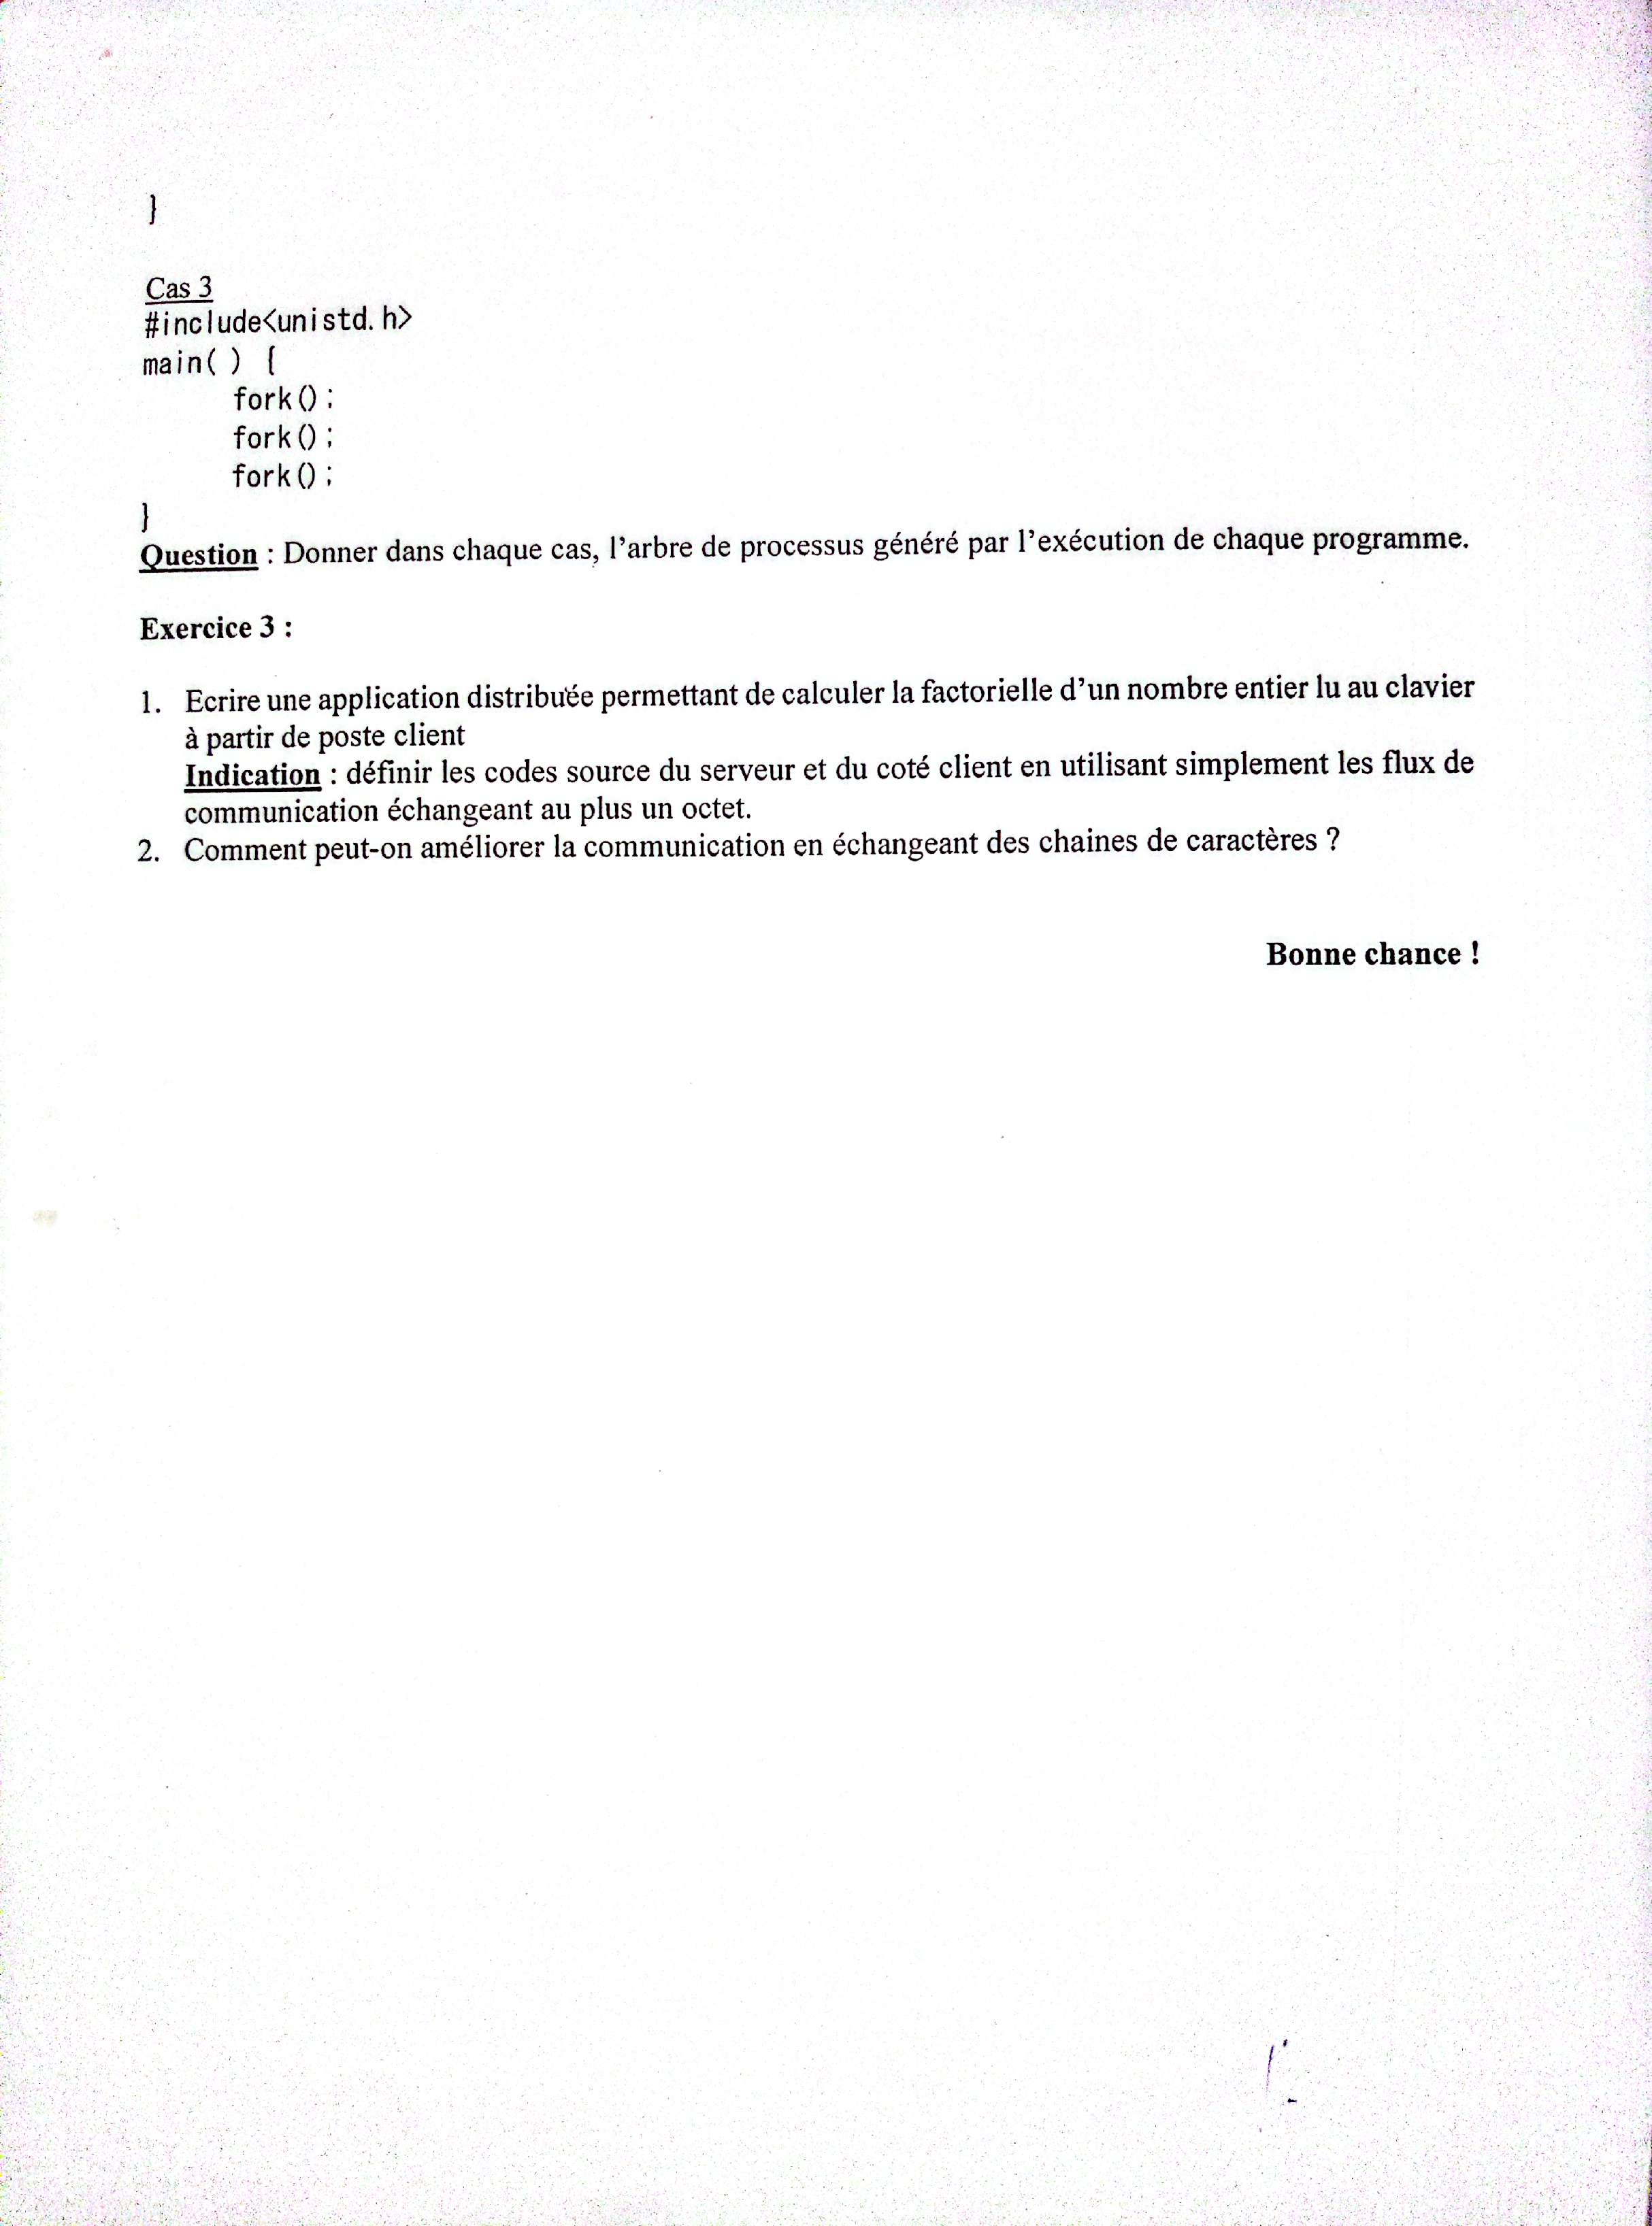 }
Cas 3
#include<unistd.h>
main( ) {
fork();
fork();
fork();
}
Question : Donner dans chaque cas, l'arbre de processus généré par l'exécution de chaque programme.
Exercice 3 :
1. Ecrire une application distribuée permettant de calculer la factorielle d'un nombre entier lu au clavier
à partir de poste client
Indication : définir les codes source du serveur et du coté client en utilisant simplement les flux de
communication échangeant au plus un octet.
2. Comment peut-on améliorer la communication en échangeant des chaines de caractères ?
Bonne chance !